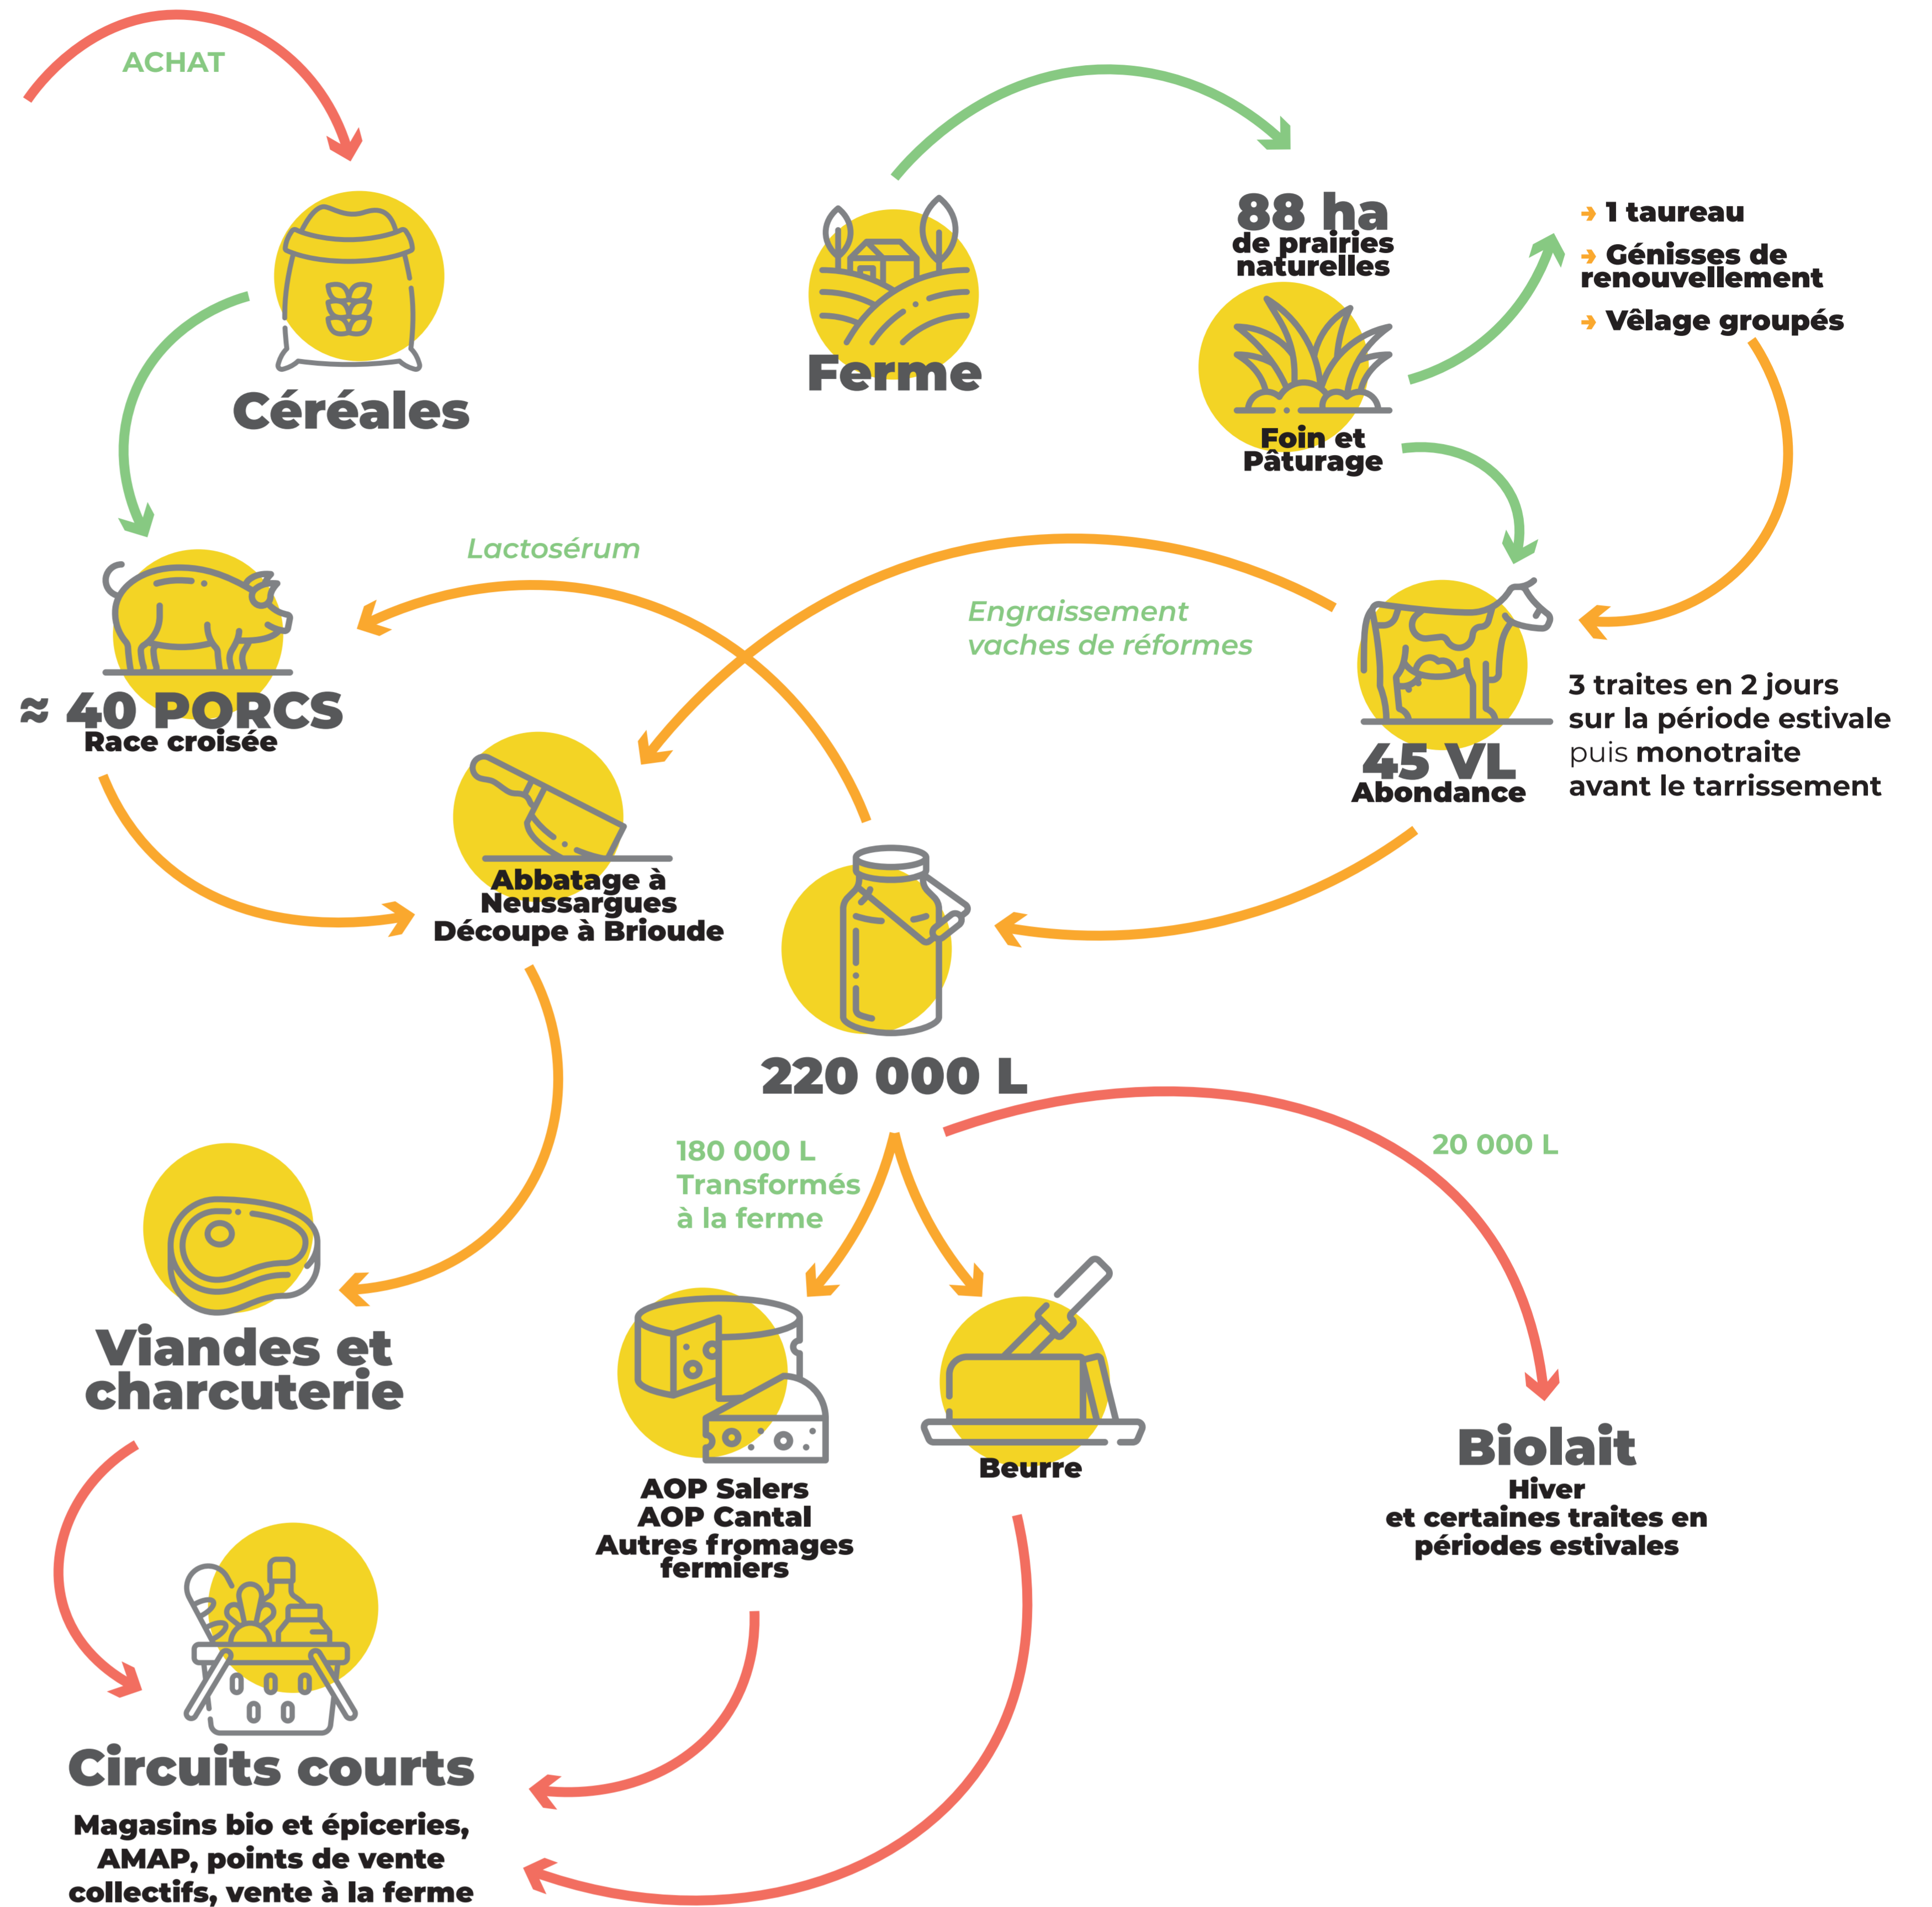 ACHAT
Céréales
Ferme
88 ha
de prairies
naturelles
Foin et
Pâturage
➔ 1 taureau
➔ Génisses de
renouvellement
➔ Vêlage groupés
Lactosérum
Engraissement
vaches de réformes
≈ 40 PORCS
Race croisée
45 VL
Abondance
3 traites en 2 jours
sur la période estivale
puis monotraite
avant le tarrissement
Abbatage à
Neussargues
Découpe à Brioude
220 000 L
180 000 L
Transformés
à la ferme
20 000 L
Viandes et
charcuterie
AOP Salers
AOP Cantal
Autres fromages
fermiers
Beurre
Biolait
Hiver
et certaines traites en
périodes estivales
Circuits courts
Magasins bio et épiceries,
AMAP, points de vente
collectifs, vente à la ferme